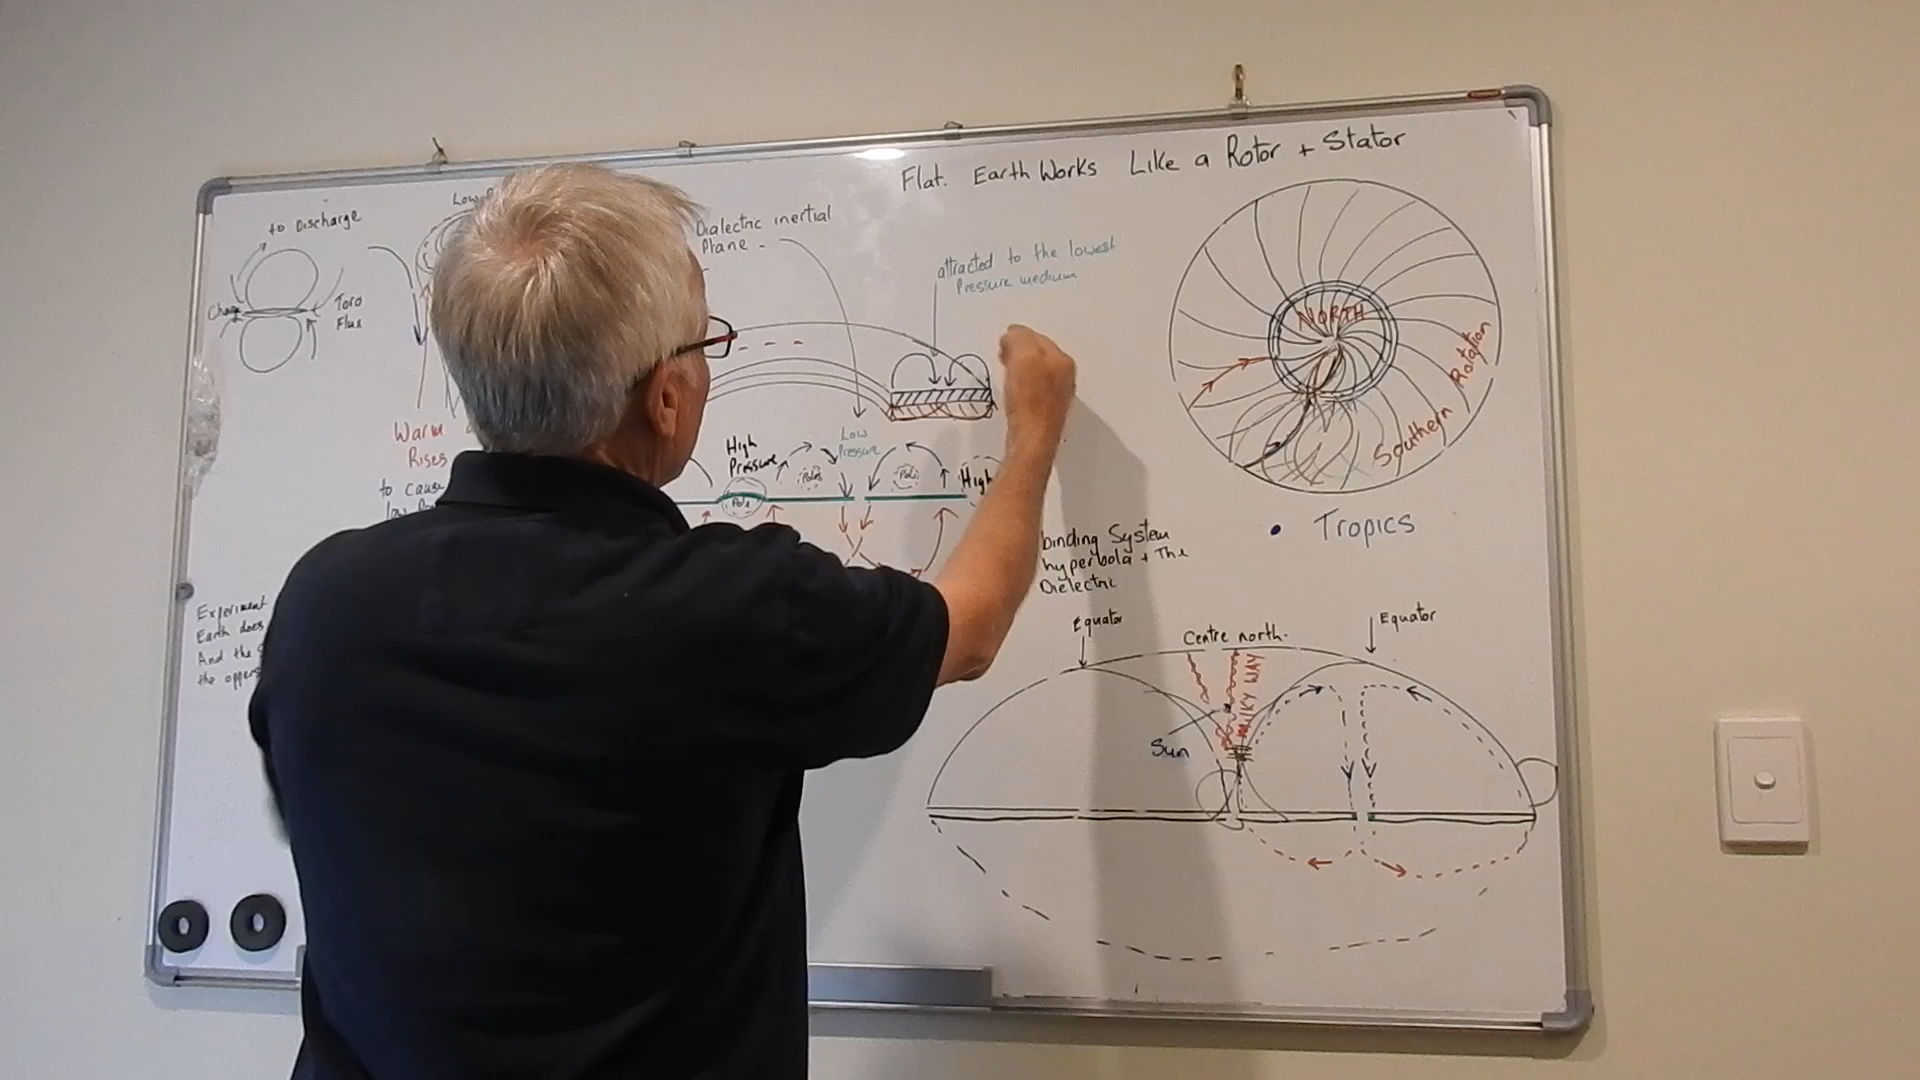 Flat. Earth Works Like a Rotor + Stator
to Discharge
Toro
Flux
Dialectric inertial
Plane -
attracted to the lowest
Pressure medium
NORTH
Southern Rotation
Warm
Rises
to cause
High
Pressure
Low
Pressure
Pole
Poles
Pole
High
Tropics
binding System
hyperbola + The
Dielectric
Experiment
Earth does
And the
the
Equator
Centre north.
Equator
MILKY WAY
Sun